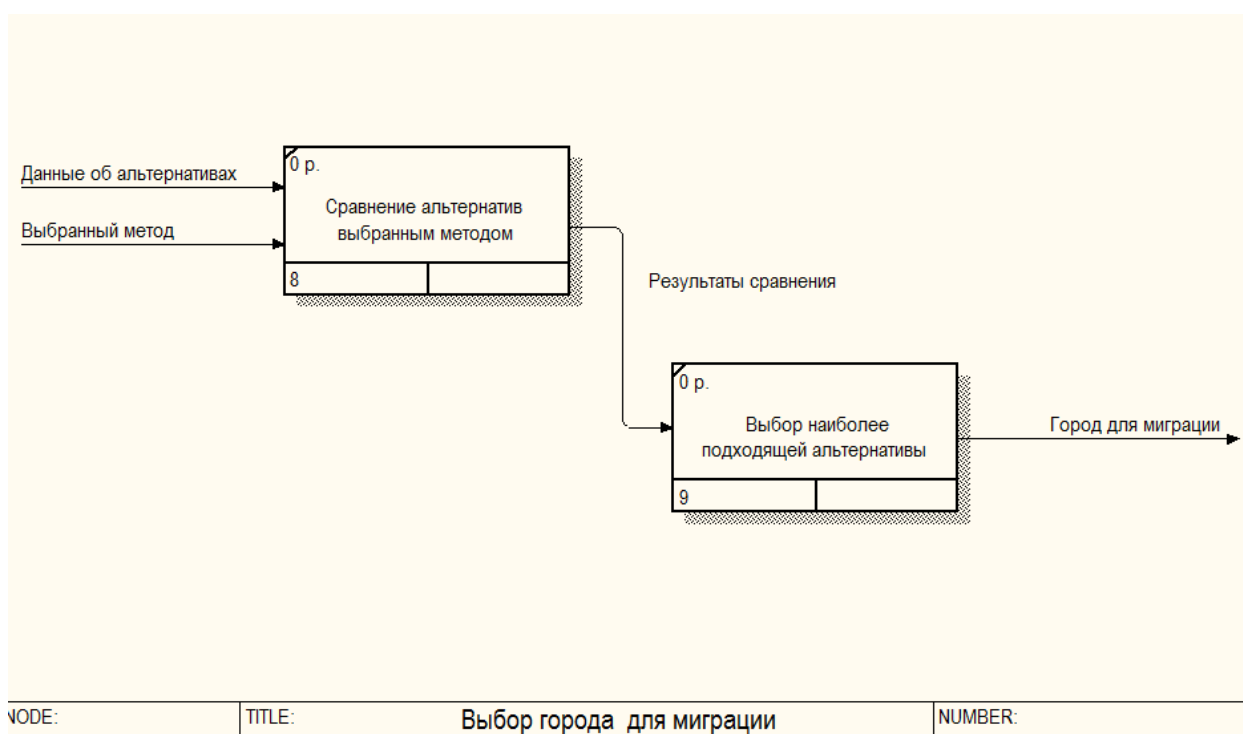 0 р.
Данные об альтернативах
Сравнение альтернатив
Выбранный метод
выбранным методом
8
Результаты сравнения
0 р.
Выбор наиболее
Город для миграции
подходящей альтернативы
9
NODE:
TITLE:
Выбор города для миграции
NUMBER: